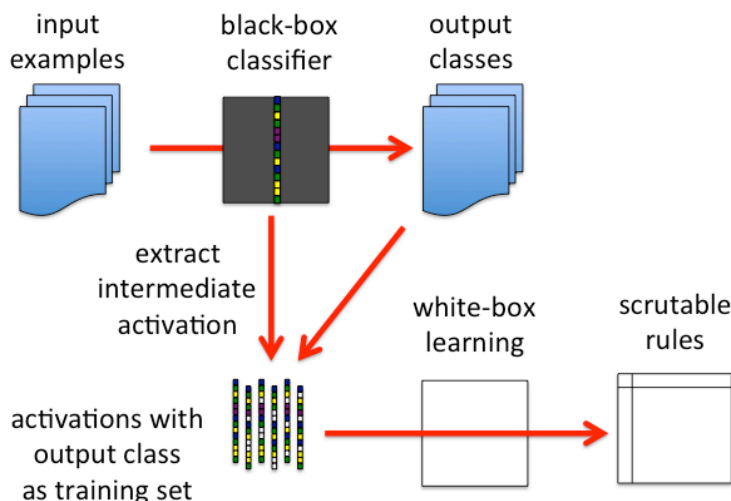 input
examples
black-box
classifier
output
classes
extract
intermediate
activation
white-box
learning
scrutable
rules
activations with
output class
as training set